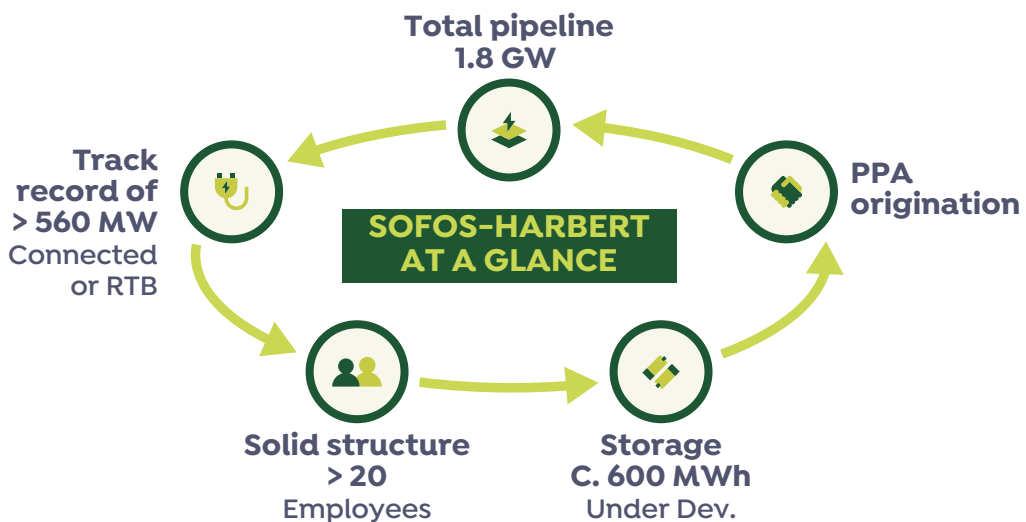 Total pipeline
1.8 GW
Track
record of
> 560 MW
Connected
or RTB
SOFOS-HARBERT
AT A GLANCE
PPA
origination
Solid structure
> 20
Employees
Storage
C. 600 MWh
Under Dev.